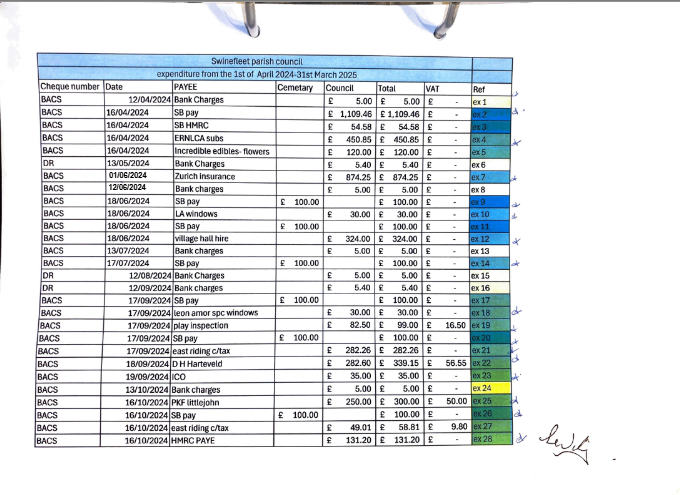 Swinefleet parish council
expenditure from the 1st of April 2024-31st March 2025
Cheque number Date PAYEE Cemetary Council Total VAT Ref
BACS 12/04/2024 Bank Charges £ 5.00 £ 5.00 £ - ex 1
BACS 16/04/2024 SB pay £ 1,109.46 £ 1,109.46 £ - ex 2
BACS 16/04/2024 SB HMRC £ 54.58 £ 54.58 £ - ex 3
BACS 16/04/2024 ERNLCA subs £ 450.85 £ 450.85 £ - ex 4
BACS 16/04/2024 Incredible edibles- flowers £ 120.00 £ 120.00 £ - ex 5
DR 13/05/2024 Bank Charges £ 5.40 £ 5.40 £ - ex 6
BACS 01/06/2024 Zurich insurance £ 874.25 £ 874.25 £ - ex 7
BACS 12/06/2024 Bank charges £ 5.00 £ 5.00 £ - ex 8
BACS 18/06/2024 SB pay £ 100.00 £ 100.00 £ - ex 9
BACS 18/06/2024 LA windows £ 30.00 £ 30.00 £ - ex 10
BACS 18/06/2024 SB pay £ 100.00 £ 100.00 £ - ex 11
BACS 18/06/2024 village hall hire £ 324.00 £ 324.00 £ - ex 12
BACS 13/07/2024 Bank charges £ 5.00 £ 5.00 £ - ex 13
BACS 17/07/2024 SB pay £ 100.00 £ 100.00 £ - ex 14
DR 12/08/2024 Bank Charges £ 5.00 £ 5.00 £ - ex 15
DR 12/09/2024 Bank Charges £ 5.40 £ 5.40 £ - ex 16
BACS 17/09/2024 SB pay £ 100.00 £ 100.00 £ - ex 17
BACS 17/09/2024 leon amor spc windows £ 30.00 £ 30.00 £ - ex 18
BACS 17/09/2024 play inspection £ 82.50 £ 99.00 £ 16.50 ex 19
BACS 17/09/2024 SB pay £ 100.00 £ 100.00 £ - ex 20
BACS 17/09/2024 east riding c/tax £ 282.26 £ 282.26 £ - ex 21
BACS 18/09/2024 D H Harteveld £ 282.60 £ 339.15 £ 56.55 ex 22
BACS 19/09/2024 ICO £ 35.00 £ 35.00 £ - ex 23
BACS 13/10/2024 Bank charges £ 5.00 £ 5.00 £ - ex 24
BACS 16/10/2024 PKF littlejohn £ 250.00 £ 300.00 £ 50.00 ex 25
BACS 16/10/2024 SB pay £ 100.00 £ 100.00 £ - ex 26
BACS 16/10/2024 east riding c/tax £ 49.01 £ 58.81 £ 9.80 ex 27
BACS 16/10/2024 HMRC PAYE £ 131.20 £ 131.20 £ - ex 28